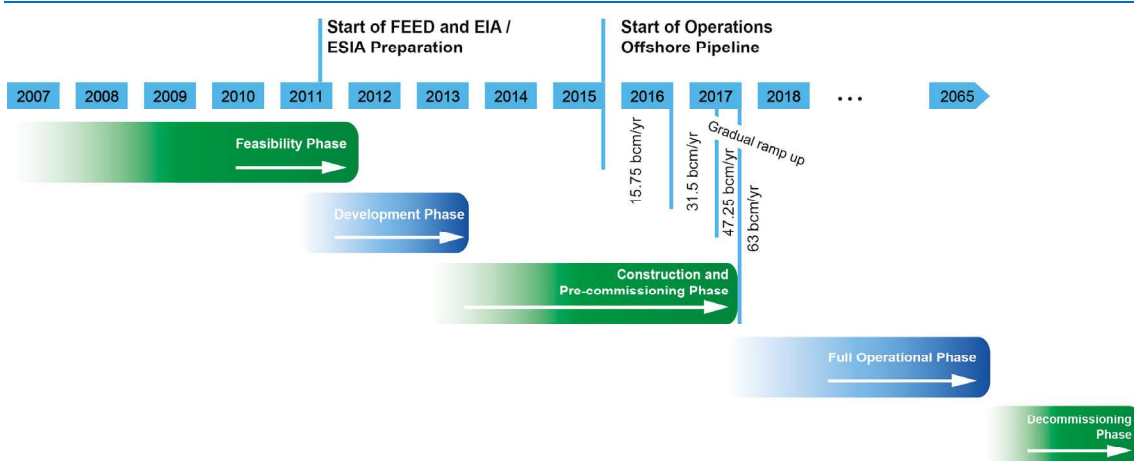 Start of FEED and EIA /
ESIA Preparation
Start of Operations
Offshore Pipeline
2007
2008
2009
2010
2011
2012
2013
2014
2015
2016
2017
2018
...
2065
15.75 bcm/yr
31.5 bcm/yr
47.25 bcm/yr
63 bcm/yr
Gradual ramp up
Feasibility Phase
Development Phase
Construction and
Pre-commissioning Phase
Full Operational Phase
Decommissioning
Phase